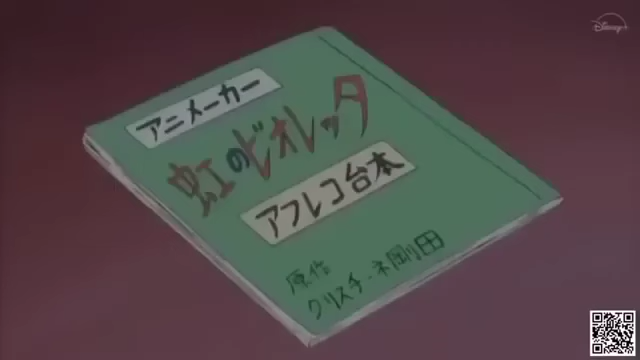 アニメーカー
虹のビオレッタ
アフレコ台本
原作
クリスチーネ剛田
Disney+